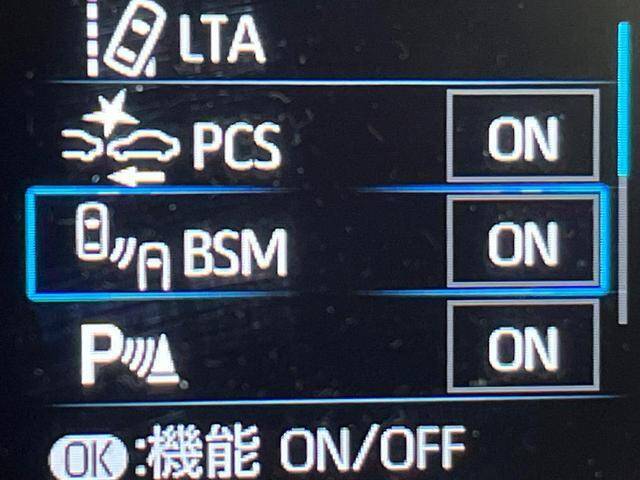 LTA
PCS ON
BSM ON
P ON
OK:機能 ON/OFF